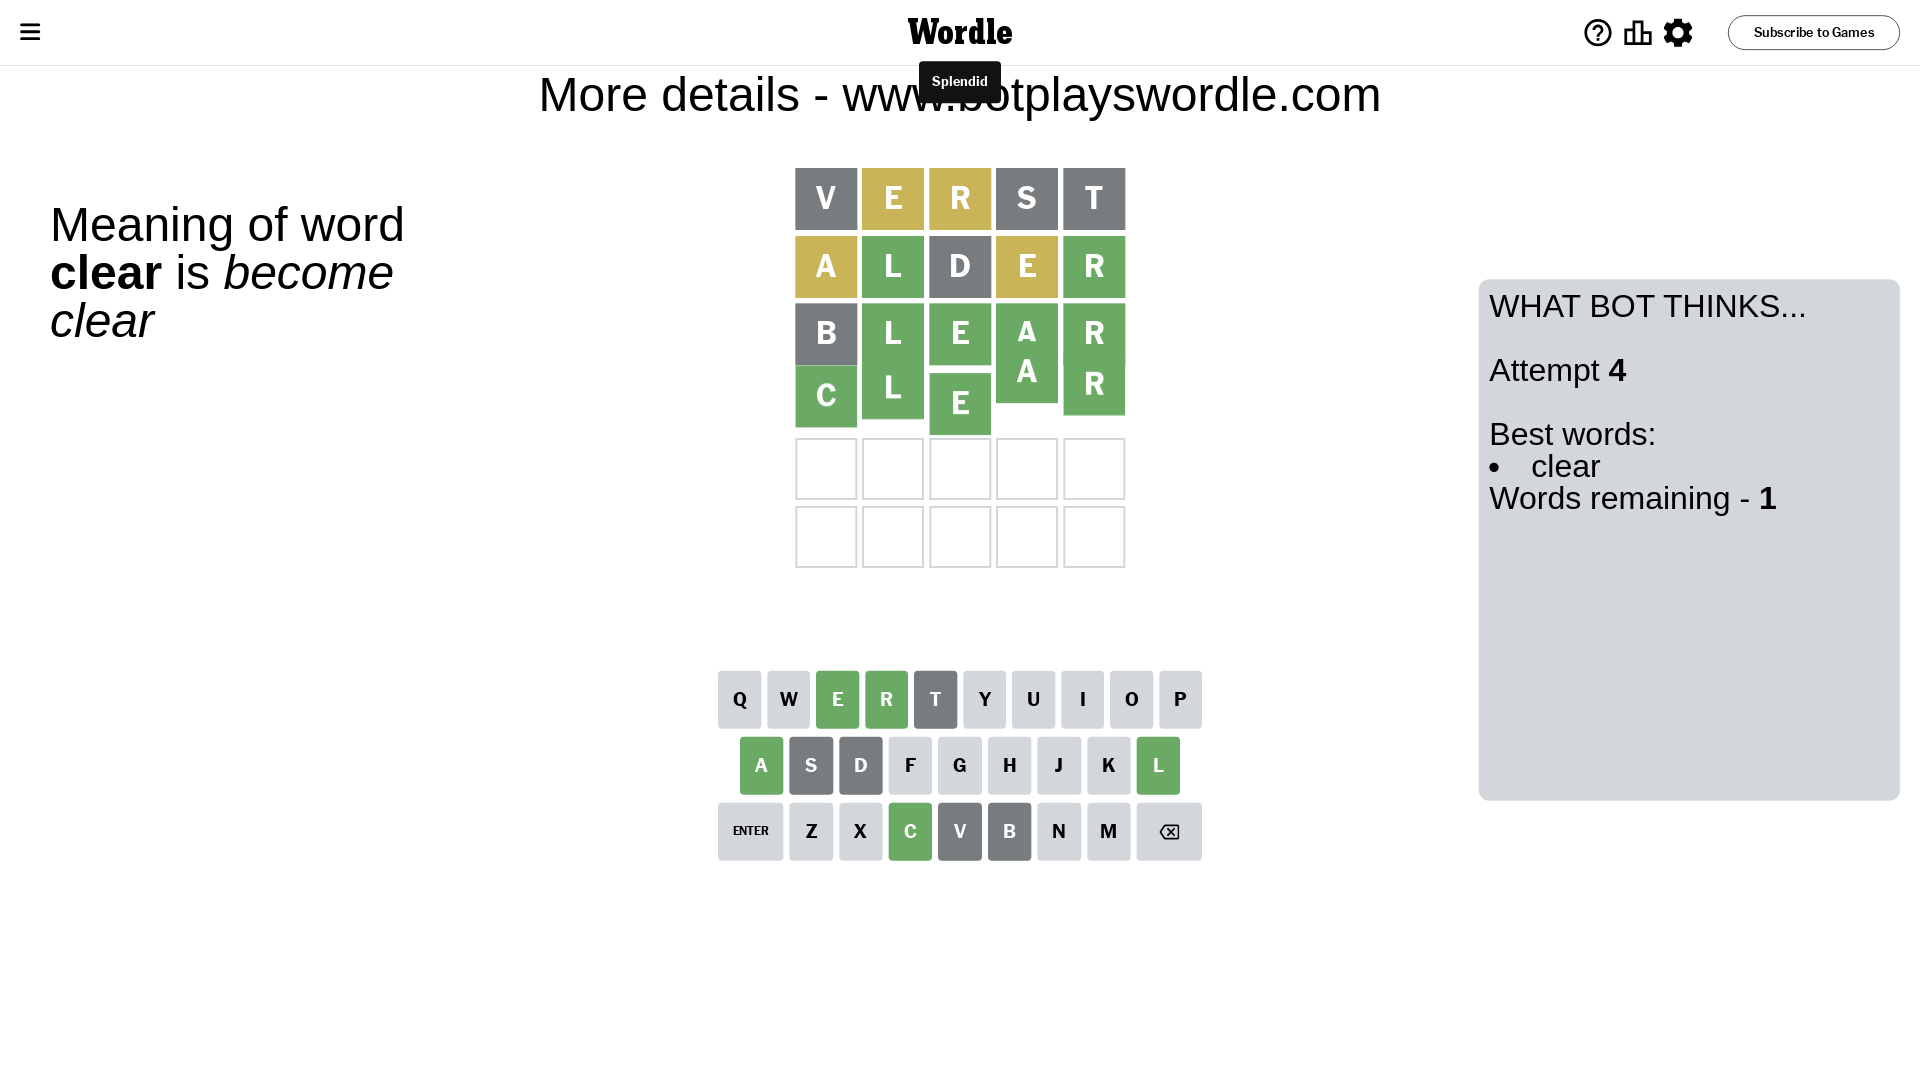 Wordle
Subscribe to Games
Splendid
More details - www.botplayswordle.com
Meaning of word
clear is become
clear
V E R S T
A L D E R
B L E A R
C L E A R
WHAT BOT THINKS...
Attempt 4
Best words:
• clear
Words remaining - 1
Q W E R T Y U I O P
A S D F G H J K L
ENTER Z X C V B N M